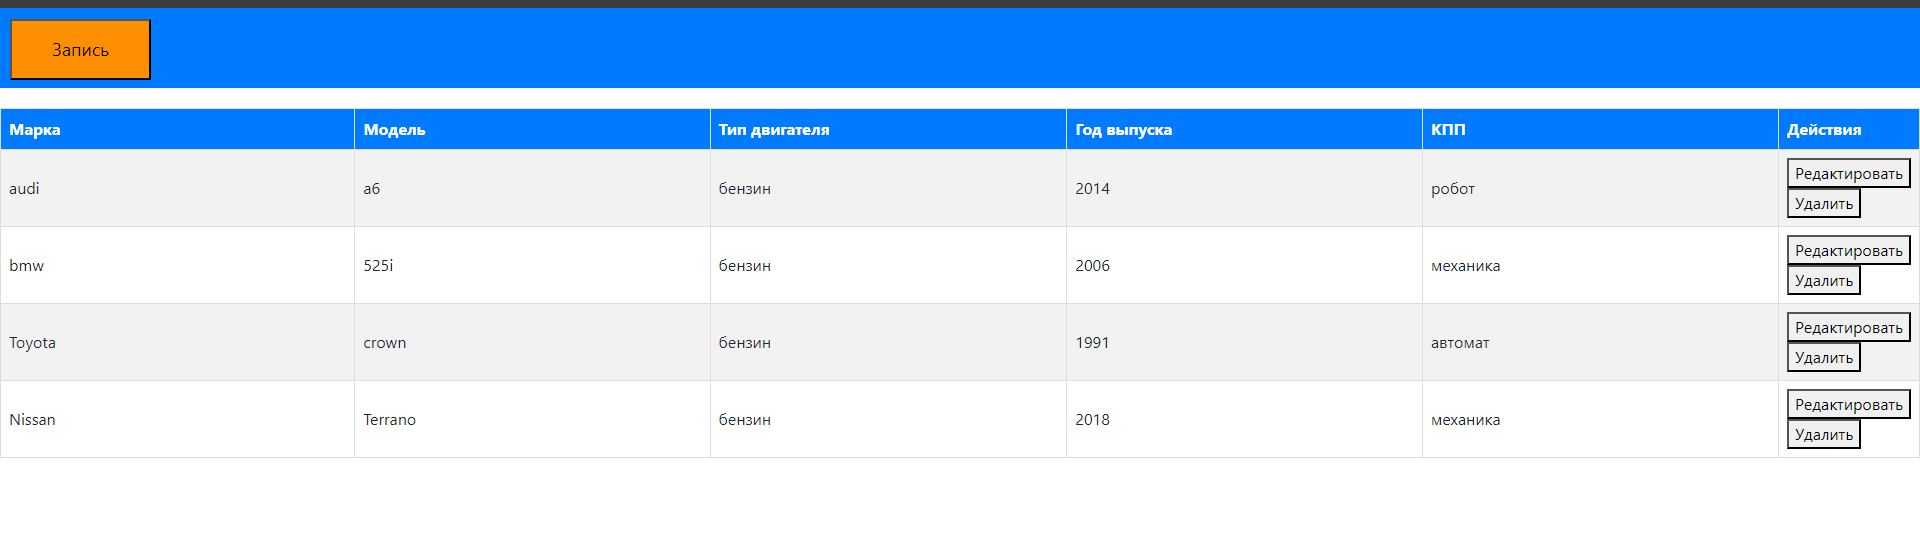 Запись
Марка Модель Тип двигателя Год выпуска КПП Действия
audi a6 бензин 2014 робот Редактировать
Удалить
bmw 525i бензин 2006 механика Редактировать
Удалить
Toyota crown бензин 1991 автомат Редактировать
Удалить
Nissan Terrano бензин 2018 механика Редактировать
Удалить